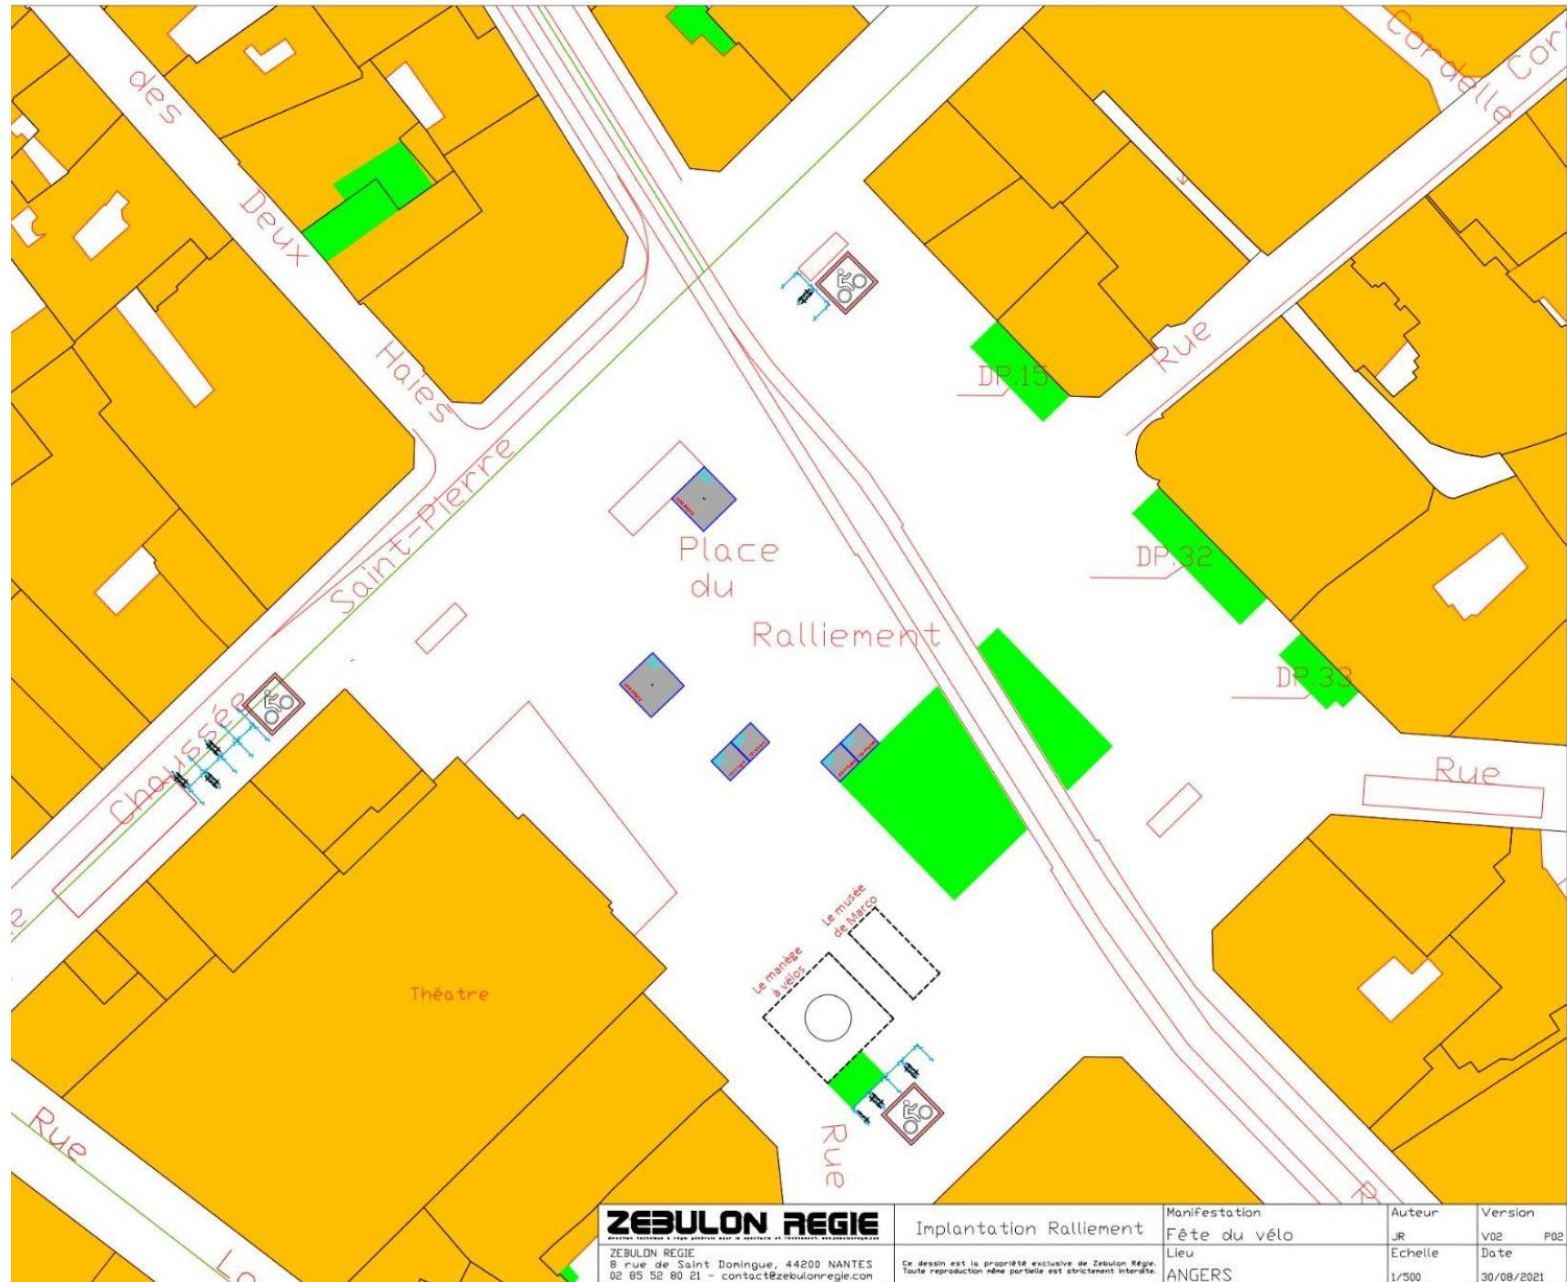 des
Deux
Haies
Cordelle
Cor
Rue
DP.15
Saint-Pierre
Chaussée
Place
du
Ralliement
DP.32
DP.33
Rue
Le musée
de Marco
Le manège
à vélos
Théatre
Rue
Rue
ZEBULON REGIE
ZEBULON REGIE
8 rue de Saint Domingue, 44200 NANTES
02 85 52 80 21 - contact@zebulonregie.com
Implantation Ralliement
Ce dessin est la propriété exclusive de Zebulon Régie.
Toute reproduction même partielle est strictement interdite.
Manifestation
Fête du vélo
Lieu
ANGERS
Auteur
JR
Echelle
1/500
Version
V02 P02
Date
30/08/2021